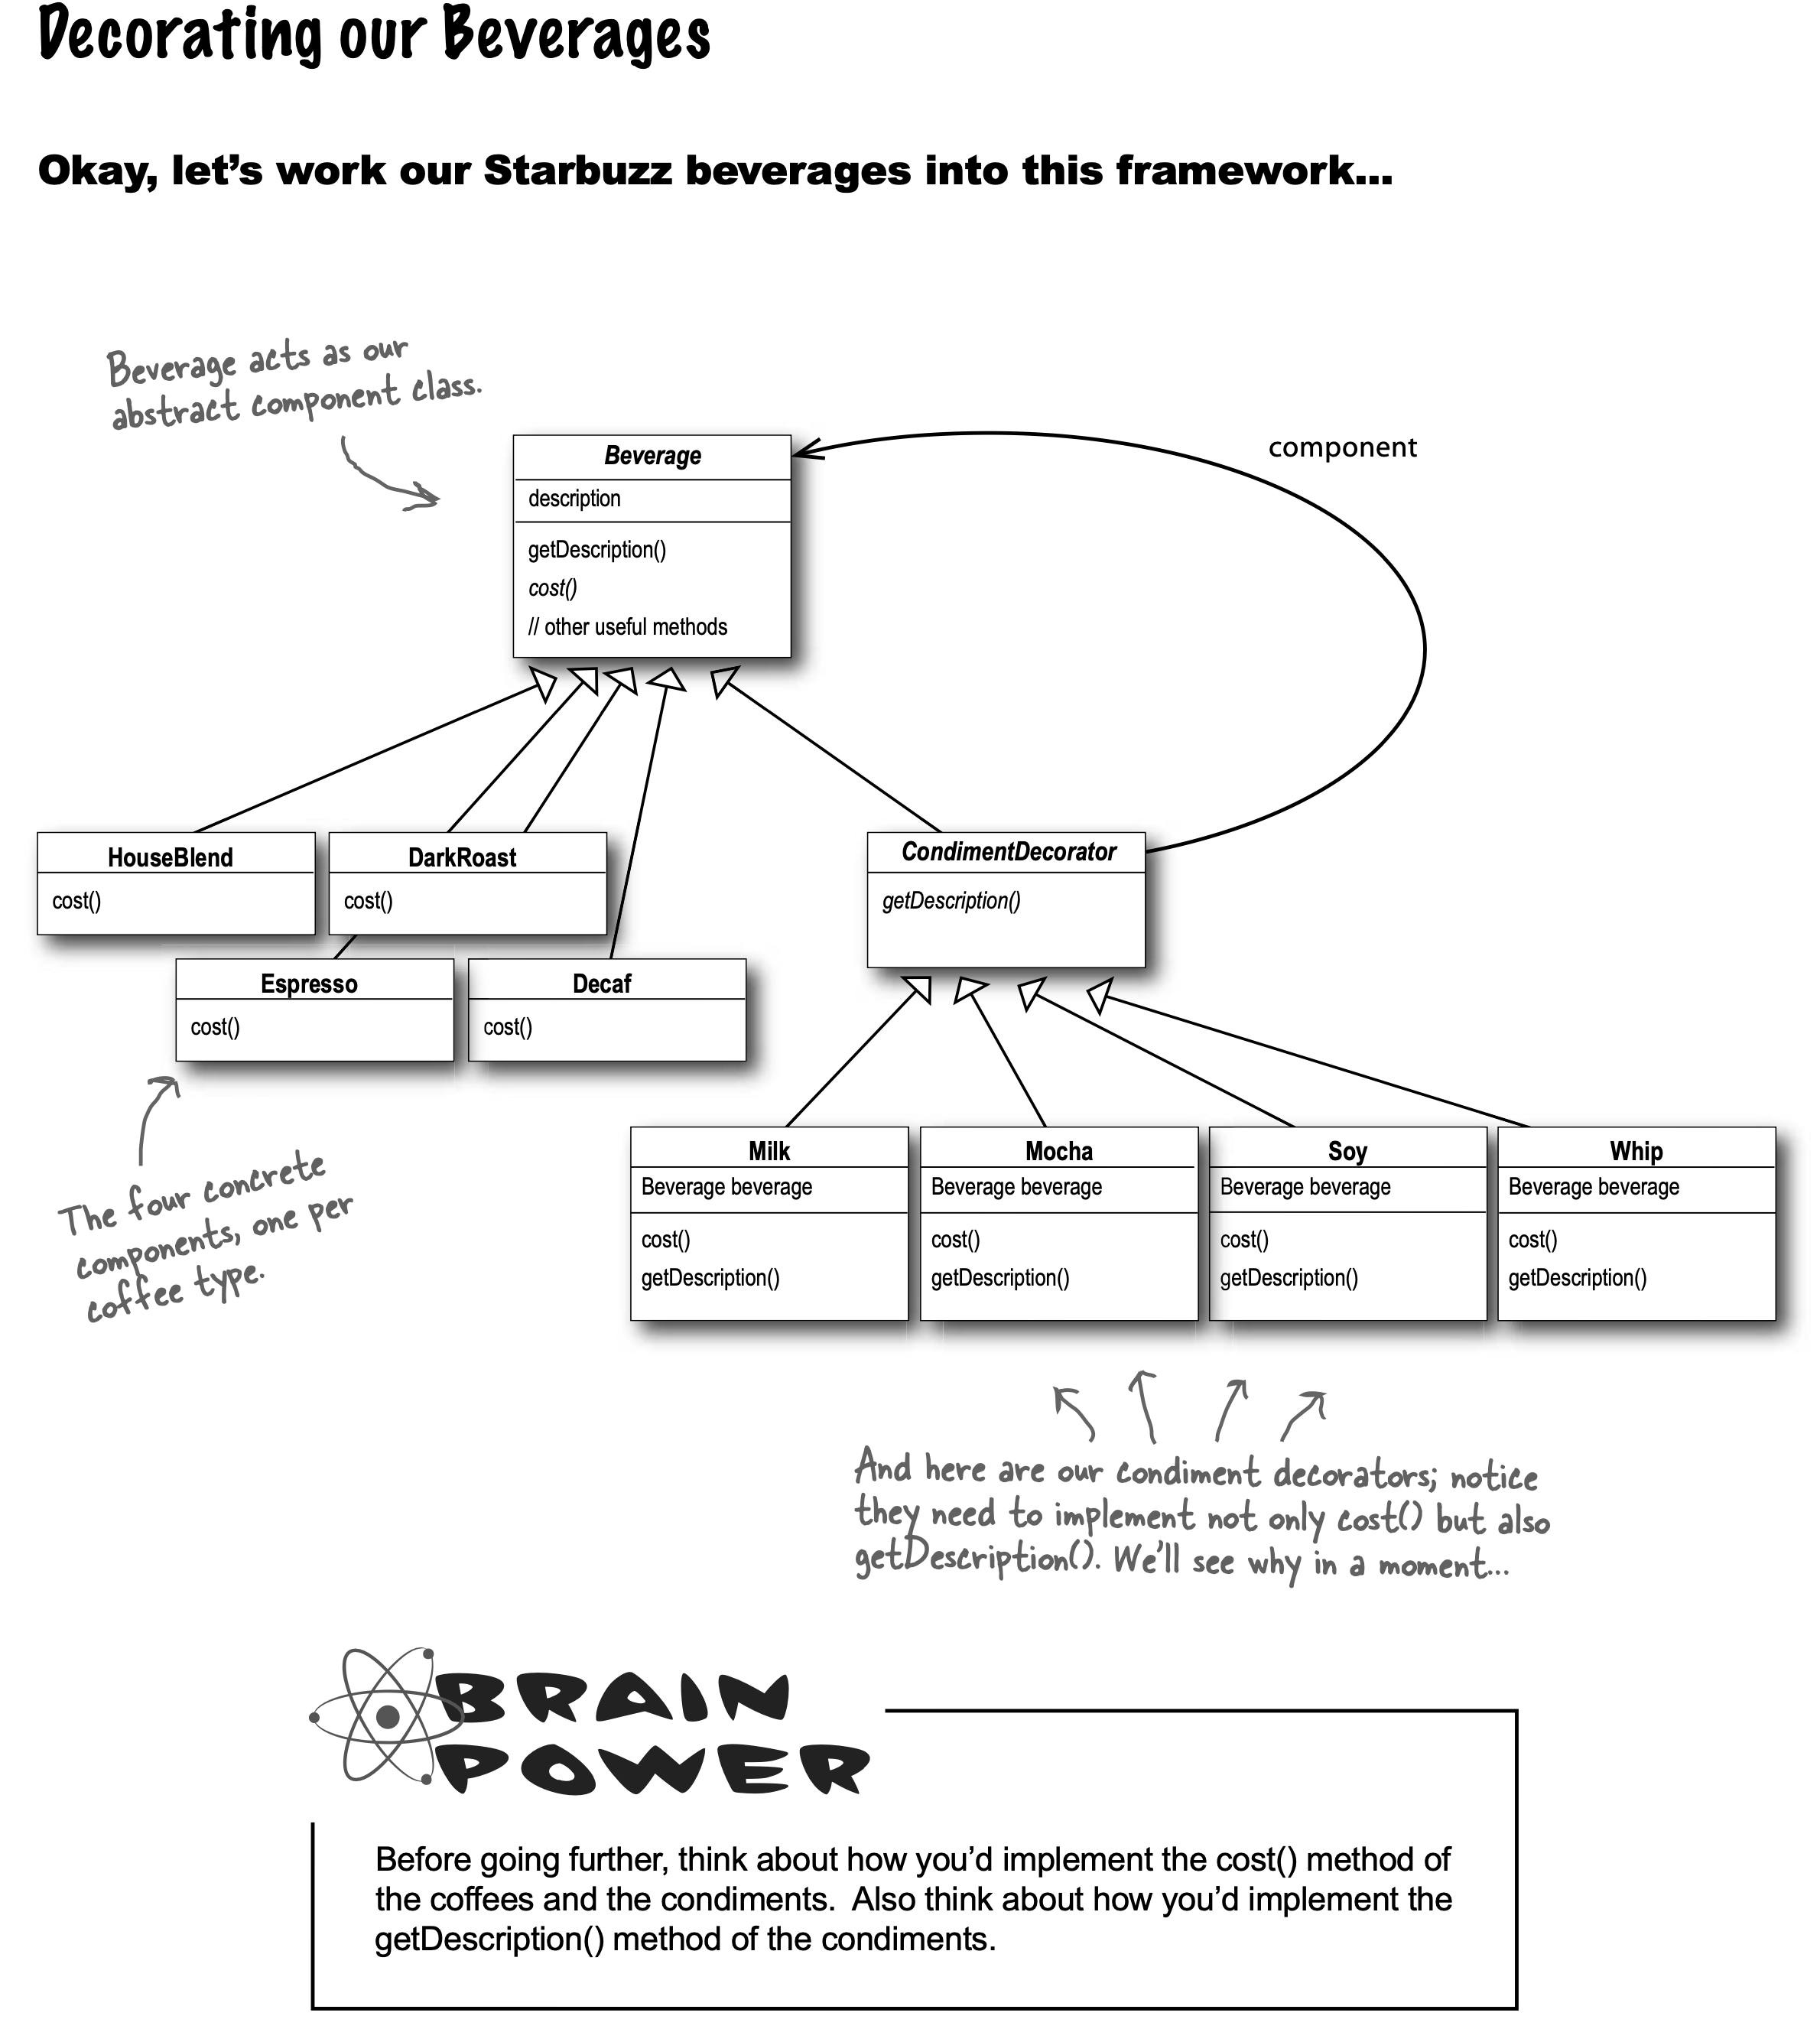 Decorating our Beverages
Okay, let’s work our Starbuzz beverages into this framework...
Beverage acts as our
abstract component class.
component
Beverage
description
getDescription()
cost()
// other useful methods
HouseBlend
cost()
DarkRoast
cost()
CondimentDecorator
getDescription()
Espresso
cost()
Decaf
cost()
The four concrete
components, one per
coffee type.
Milk
Beverage beverage
cost()
getDescription()
Mocha
Beverage beverage
cost()
getDescription()
Soy
Beverage beverage
cost()
getDescription()
Whip
Beverage beverage
cost()
getDescription()
And here are our condiment decorators; notice
they need to implement not only cost() but also
getDescription(). We’ll see why in a moment...
BRAIN
POWER
Before going further, think about how you’d implement the cost() method of
the coffees and the condiments.  Also think about how you’d implement the
getDescription() method of the condiments.